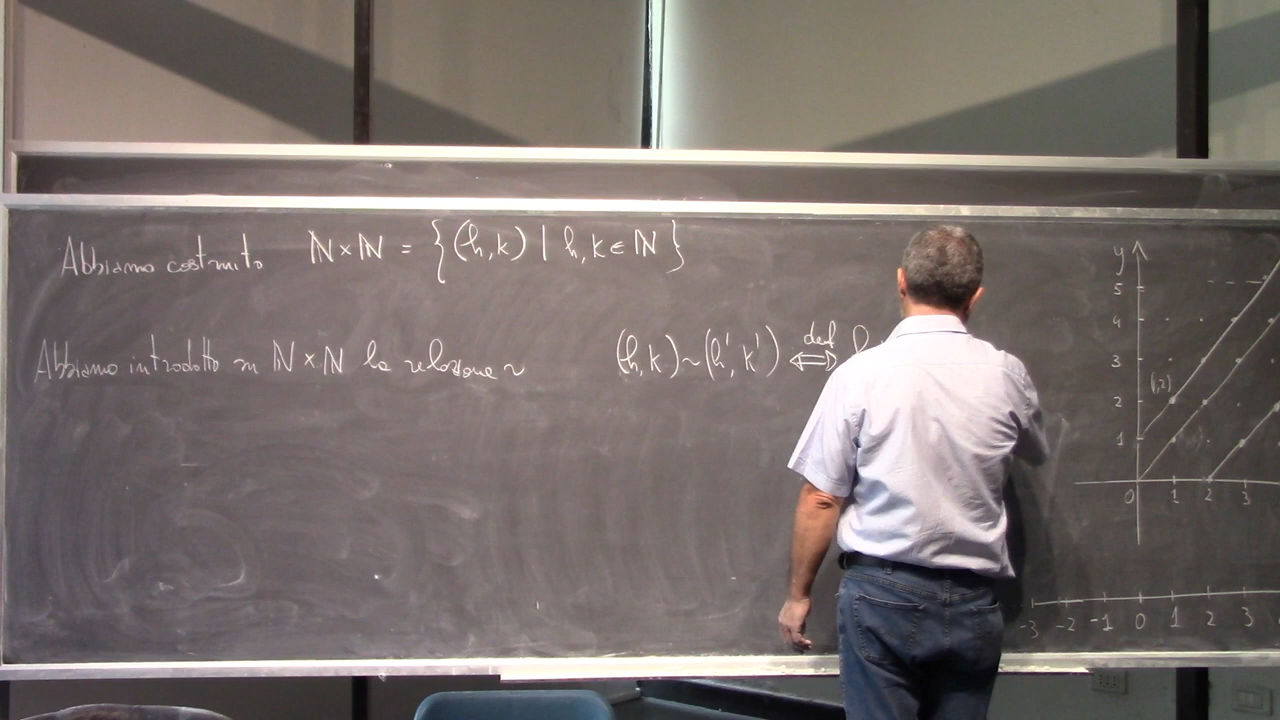 Abbiamo costruito ℕ×ℕ = {(h,k) | h,k ∈ ℕ}
Abbiamo introdotto su ℕ×ℕ la relazione ~ (h,k)~(h',k') ⇔def h
y
5
4
3
(1,2)
2
1
0 1 2 3
-3 -2 -1 0 1 2 3